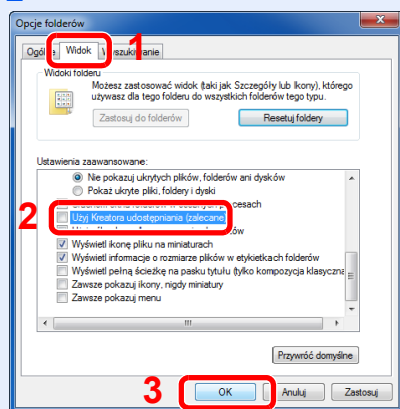 Opcje folderów
Widok
1
Widoki folderu
Możesz zastosować widok (taki jak Szczegóły lub Ikony), którego
używasz dla tego folderu do wszystkich folderów tego typu.
Zastosuj do folderów
Resetuj foldery
Ustawienia zaawansowane:
Nie pokazuj ukrytych plików, folderów ani dysków
Pokaż ukryte pliki, foldery i dyski
2
Użyj Kreatora udostępniania (zalecane)
Wyświetl ikonę pliku na miniaturach
Wyświetl informacje o rozmiarze plików w etykietkach folderów
Wyświetl pełną ścieżkę na pasku tytułu (tylko kompozycja klasyczna
Zawsze pokazuj ikony, nigdy miniatury
Zawsze pokazuj menu
Przywróć domyślne
3
OK
Anuluj
Zastosuj